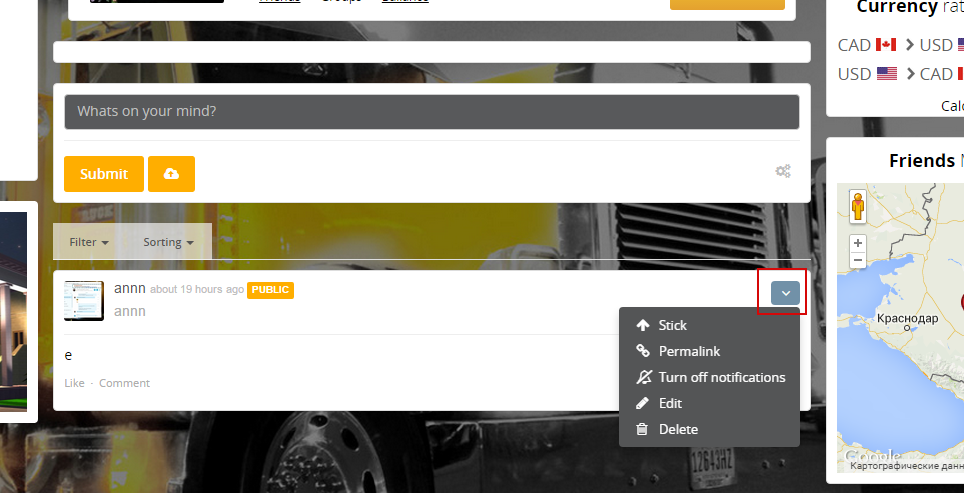 Friends Groups Balance
Currency rat
CAD > USD
USD > CAD
Calc
Whats on your mind?
Submit
Friends
Filter
Sorting
annn about 19 hours ago PUBLIC
annn
e
Like · Comment
Stick
Permalink
Turn off notifications
Edit
Delete
+
−
Краснодар
Google
Картографические данн
TRUCK
12643HZ